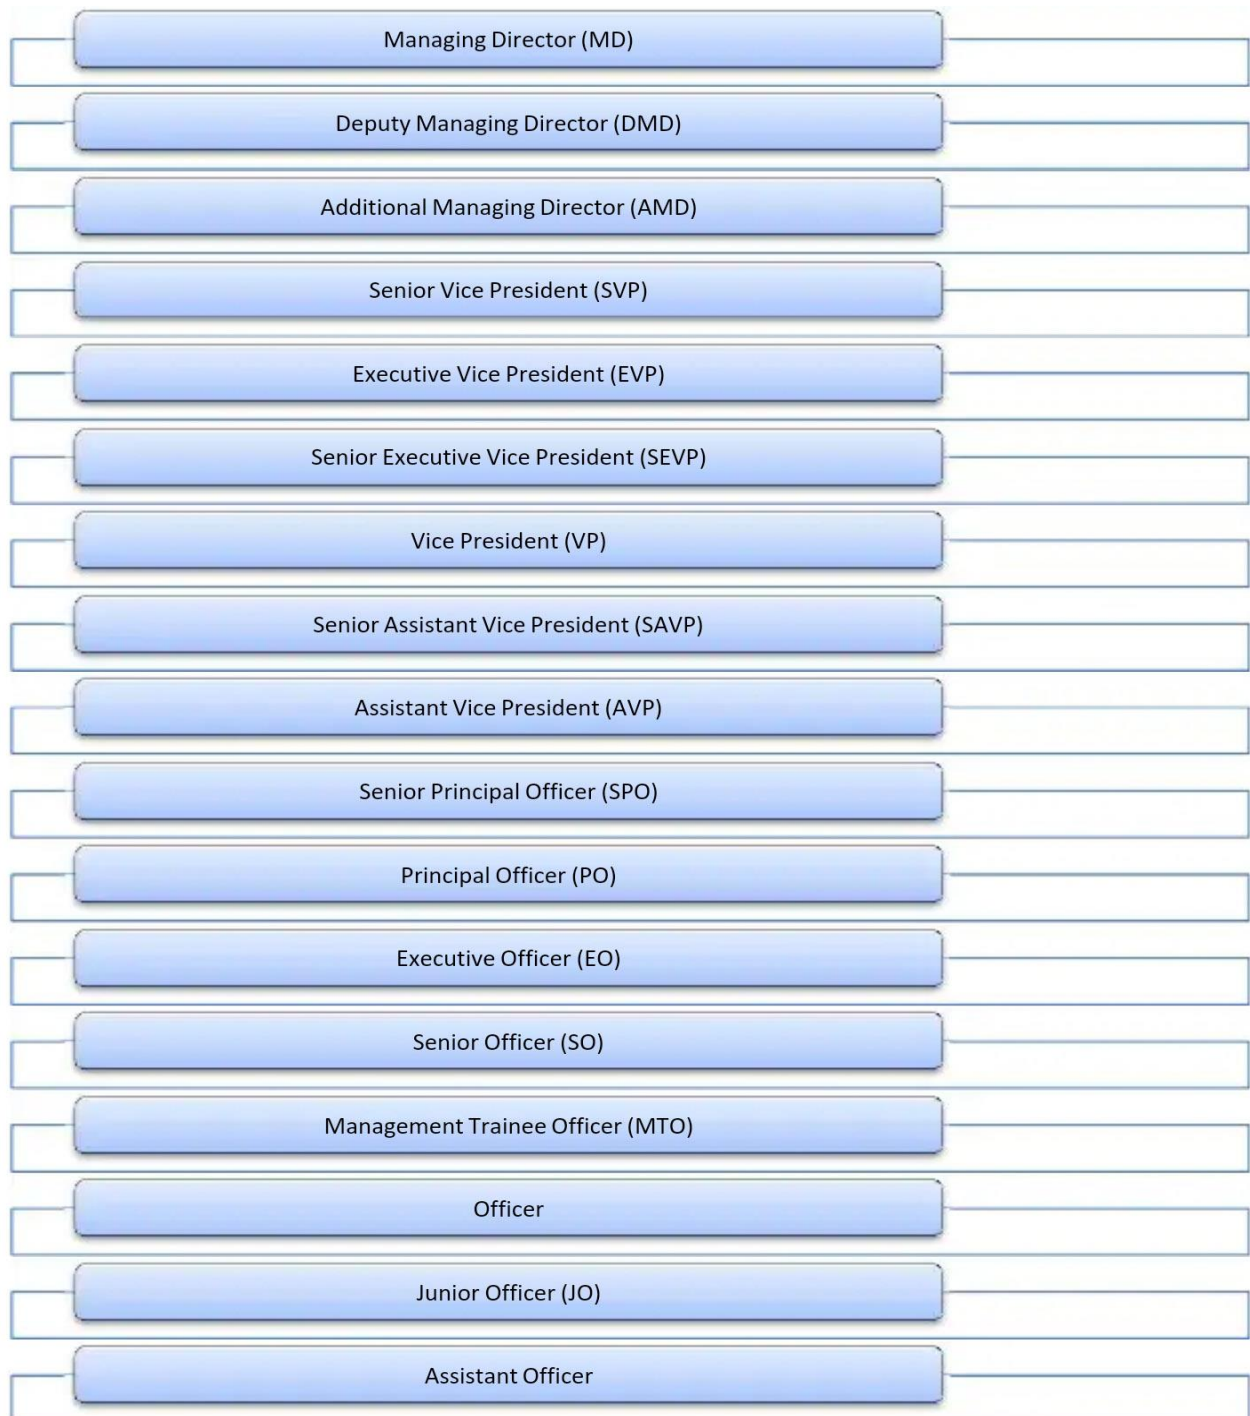 Managing Director (MD)
Deputy Managing Director (DMD)
Additional Managing Director (AMD)
Senior Vice President (SVP)
Executive Vice President (EVP)
Senior Executive Vice President (SEVP)
Vice President (VP)
Senior Assistant Vice President (SAVP)
Assistant Vice President (AVP)
Senior Principal Officer (SPO)
Principal Officer (PO)
Executive Officer (EO)
Senior Officer (SO)
Management Trainee Officer (MTO)
Officer
Junior Officer (JO)
Assistant Officer